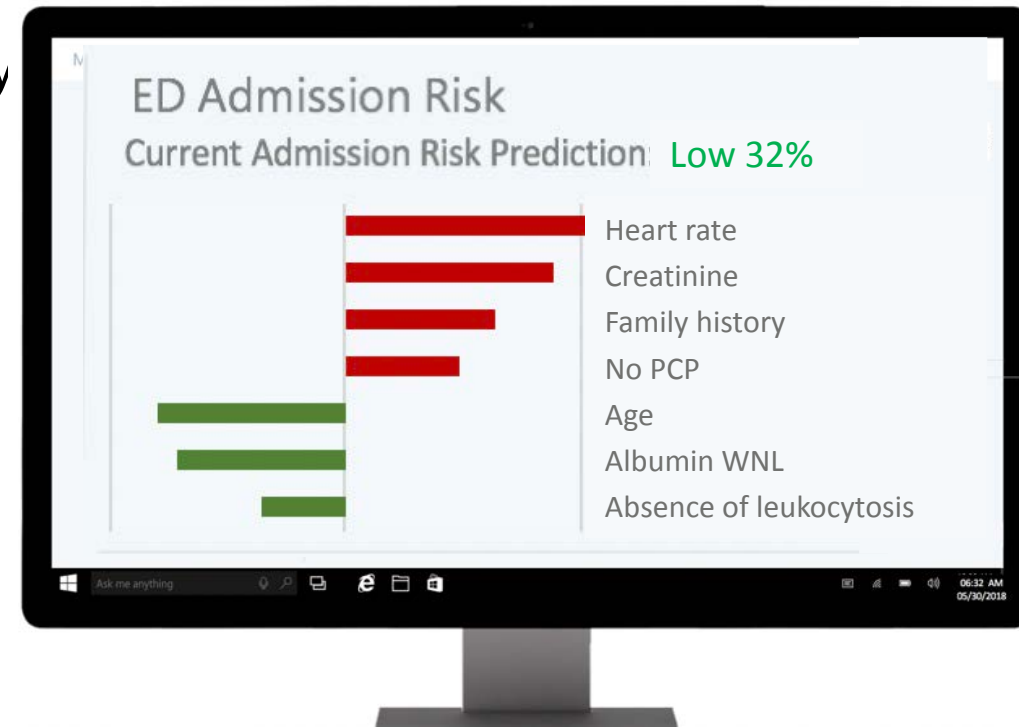 y
M
ED Admission Risk
Current Admission Risk Prediction: Low 32%
Heart rate
Creatinine
Family history
No PCP
Age
Albumin WNL
Absence of leukocytosis
Ask me anything
06:32 AM
05/30/2018